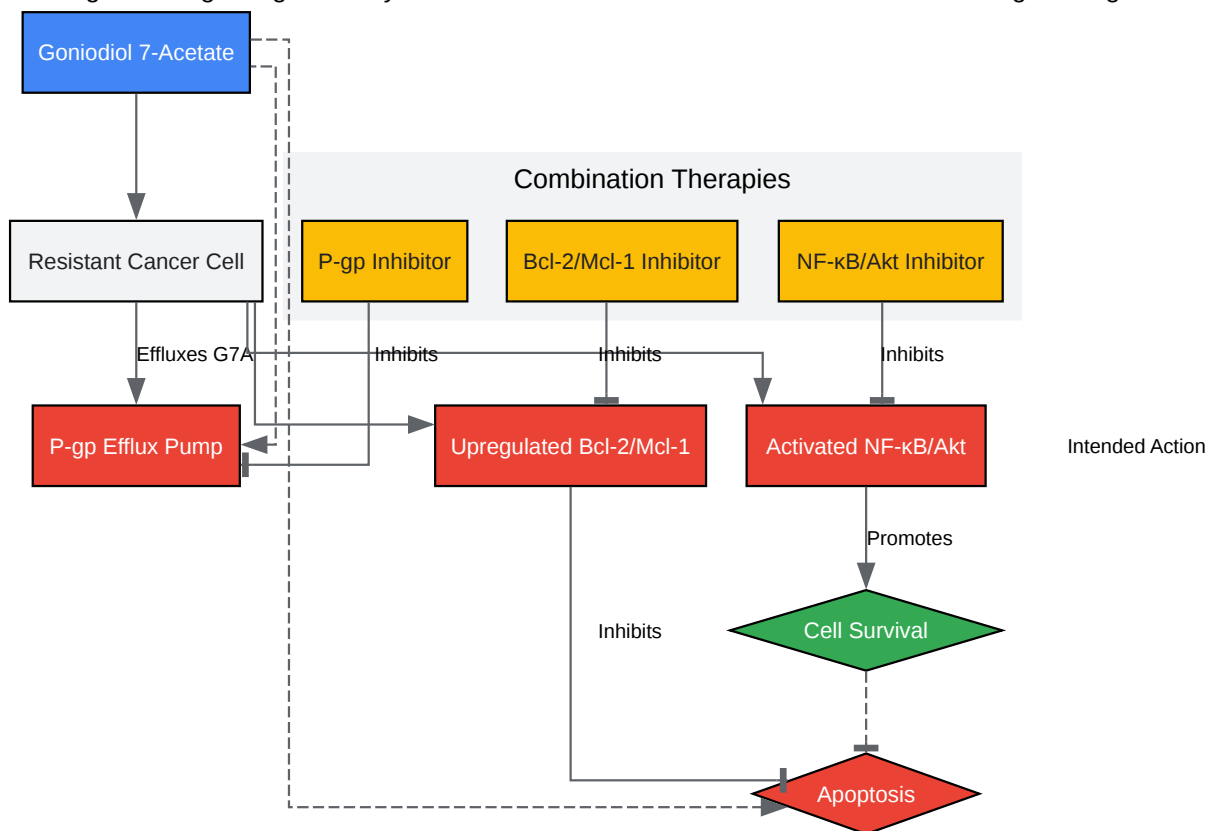 Goniodiol 7-Acetate
Combination Therapies
Resistant Cancer Cell
P-gp Inhibitor
Bcl-2/Mcl-1 Inhibitor
NF-κB/Akt Inhibitor
Effluxes G7A
Inhibits
Inhibits
Inhibits
P-gp Efflux Pump
Upregulated Bcl-2/Mcl-1
Activated NF-κB/Akt
Intended Action
Promotes
Inhibits
Cell Survival
Apoptosis